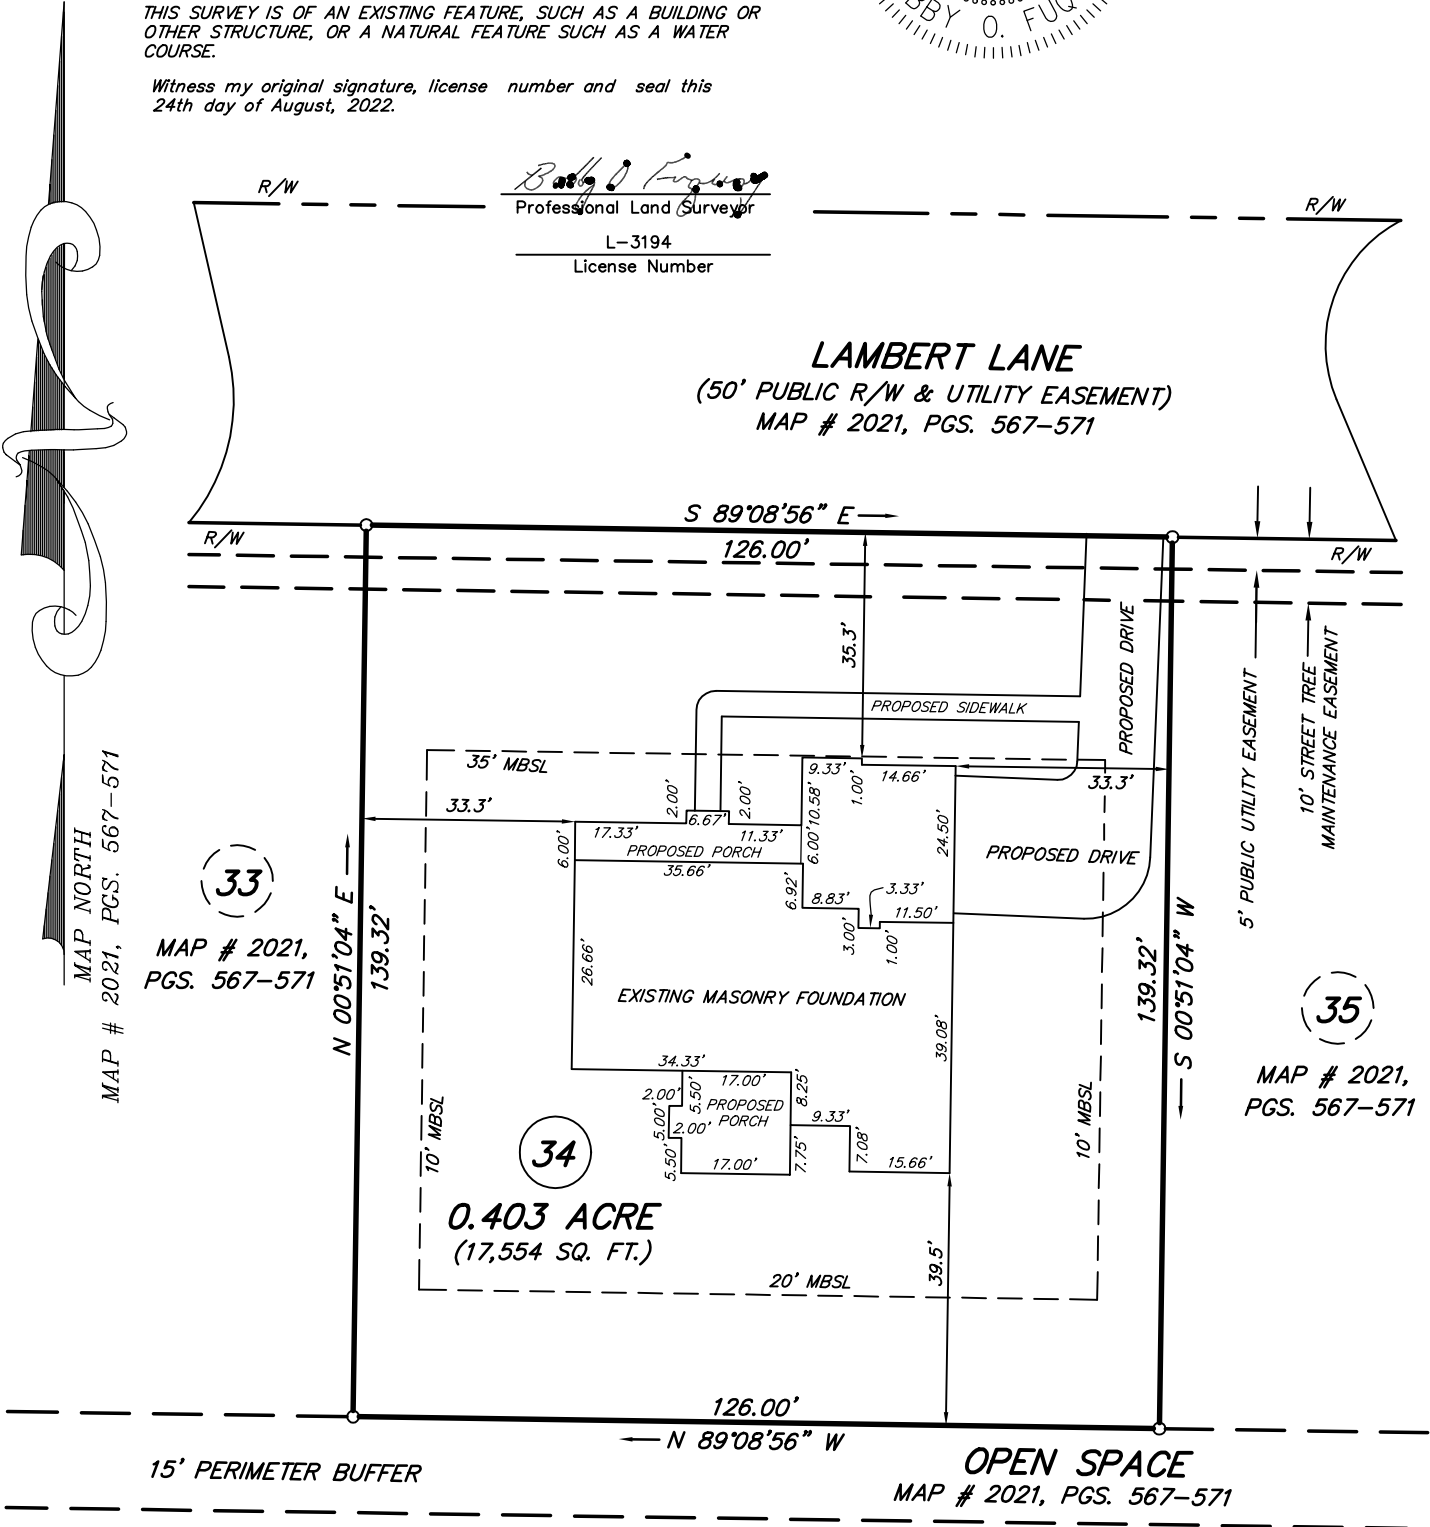 THIS SURVEY IS OF AN EXISTING FEATURE, SUCH AS A BUILDING OR
OTHER STRUCTURE, OR A NATURAL FEATURE SUCH AS A WATER
COURSE.
BBY O. FUQ
Witness my original signature, license number and seal this
24th day of August, 2022.
R/W
Professional Land Surveyor
R/W
L-3194
License Number
LAMBERT LANE
(50' PUBLIC R/W & UTILITY EASEMENT)
MAP # 2021, PGS. 567-571
S 89°08'56" E
R/W
126.00'
R/W
35.3'
PROPOSED DRIVE
5' PUBLIC UTILITY EASEMENT
10' STREET TREE
MAINTENANCE EASEMENT
PROPOSED SIDEWALK
35' MBSL
9.33'
1.00'
14.66'
33.3'
33.3'
2.00'
6.67'
2.00'
10.58'
17.33'
11.33'
6.00'
PROPOSED PORCH
6.00'
24.50'
PROPOSED DRIVE
35.66'
6.92'
8.83'
3.33'
11.50'
3.00'
1.00'
MAP NORTH
MAP # 2021, PGS. 567-571
33
MAP # 2021,
PGS. 567-571
N 00°51'04" E
139.32'
26.66'
EXISTING MASONRY FOUNDATION
39.08'
139.32'
S 00°51'04" W
35
MAP # 2021,
PGS. 567-571
34.33'
17.00'
8.25'
2.00'
5.50'
PROPOSED
PORCH
5.00'
2.00'
9.33'
5.50'
17.00'
7.75'
7.08'
15.66'
10' MBSL
10' MBSL
34
0.403 ACRE
(17,554 SQ. FT.)
39.5'
20' MBSL
126.00'
N 89°08'56" W
15' PERIMETER BUFFER
OPEN SPACE
MAP # 2021, PGS. 567-571